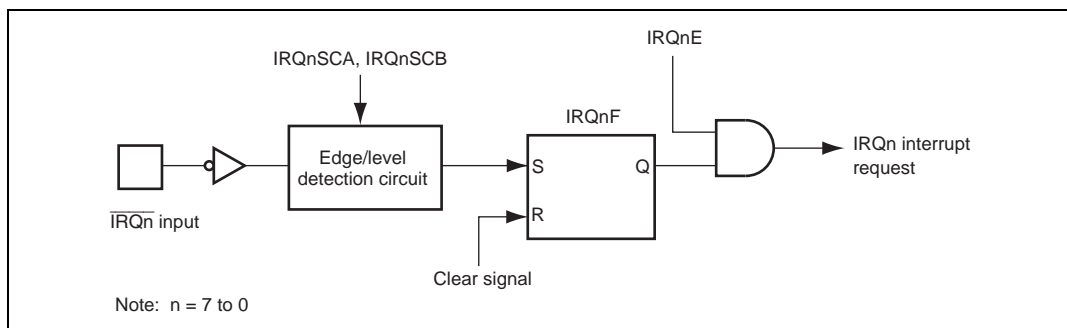 IRQnE
IRQnSCA, IRQnSCB
IRQnF
Edge/level
detection circuit
S
Q
IRQn interrupt
request
R
IRQn input
Clear signal
Note: n = 7 to 0